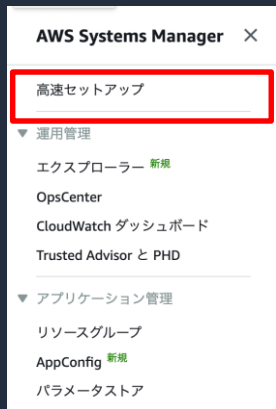 AWS Systems Manager ×
高速セットアップ
▼ 運用管理
エクスプローラー 新規
OpsCenter
CloudWatch ダッシュボード
Trusted Advisor と PHD
▼ アプリケーション管理
リソースグループ
AppConfig 新規
パラメータストア